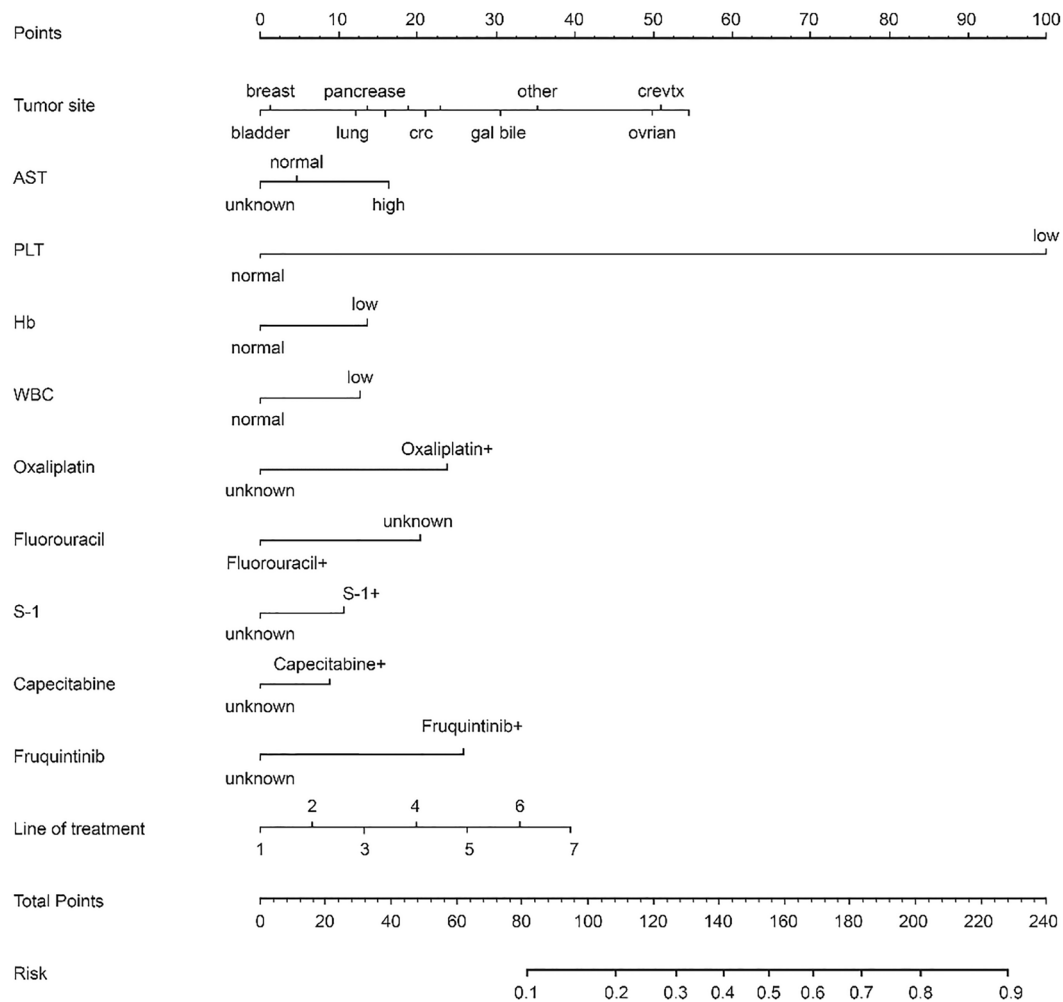 Points 0 10 20 30 40 50 60 70 80 90 100
breast pancrease other crevtx
Tumor site
bladder lung crc gal bile ovrian
normal
AST
unknown high
low
PLT
normal
low
Hb
normal
low
WBC
normal
Oxaliplatin+
Oxaliplatin
unknown
unknown
Fluorouracil
Fluorouracil+
S-1+
S-1
unknown
Capecitabine+
Capecitabine
unknown
Fruquintinib+
Fruquintinib
unknown
2 4 6
Line of treatment
1 3 5 7
Total Points
0 20 40 60 80 100 120 140 160 180 200 220 240
Risk
0.1 0.2 0.3 0.4 0.5 0.6 0.7 0.8 0.9